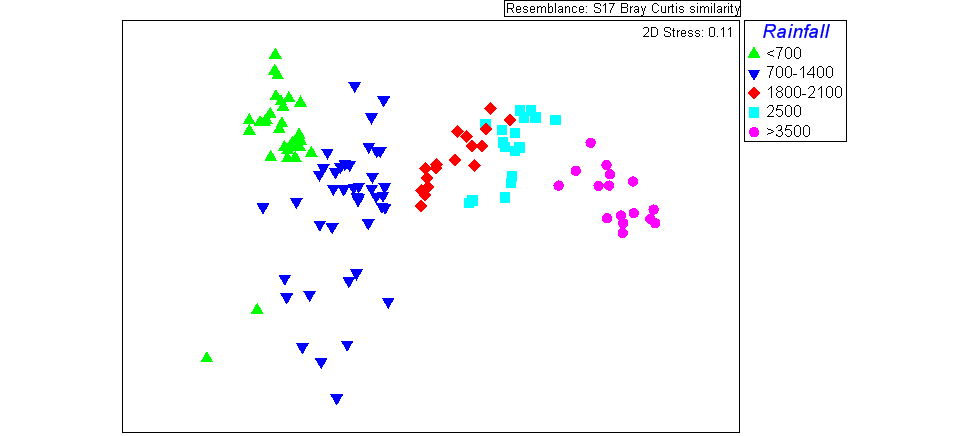 Resemblance: S17 Bray Curtis similarity
2D Stress: 0.11
Rainfall
<700
700-1400
1800-2100
2500
>3500